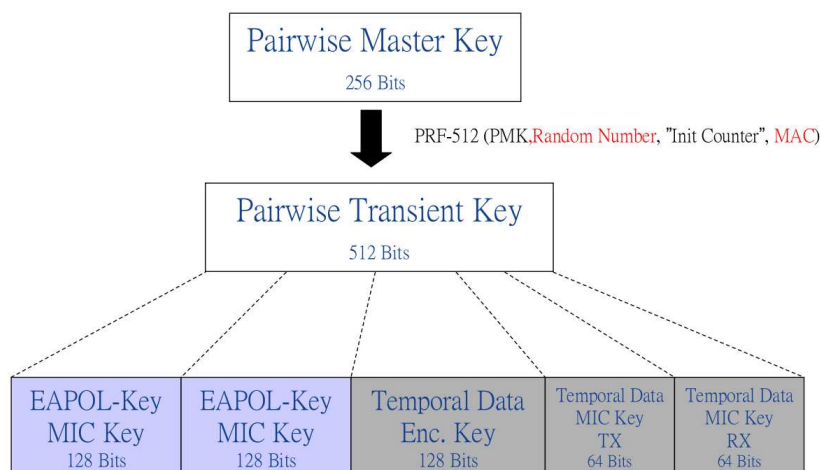 Pairwise Master Key
256 Bits
PRF-512 (PMK,Random Number, "Init Counter", MAC)
Pairwise Transient Key
512 Bits
EAPOL-Key
MIC Key
128 Bits
EAPOL-Key
MIC Key
128 Bits
Temporal Data
Enc. Key
128 Bits
Temporal Data
MIC Key
TX
64 Bits
Temporal Data
MIC Key
RX
64 Bits